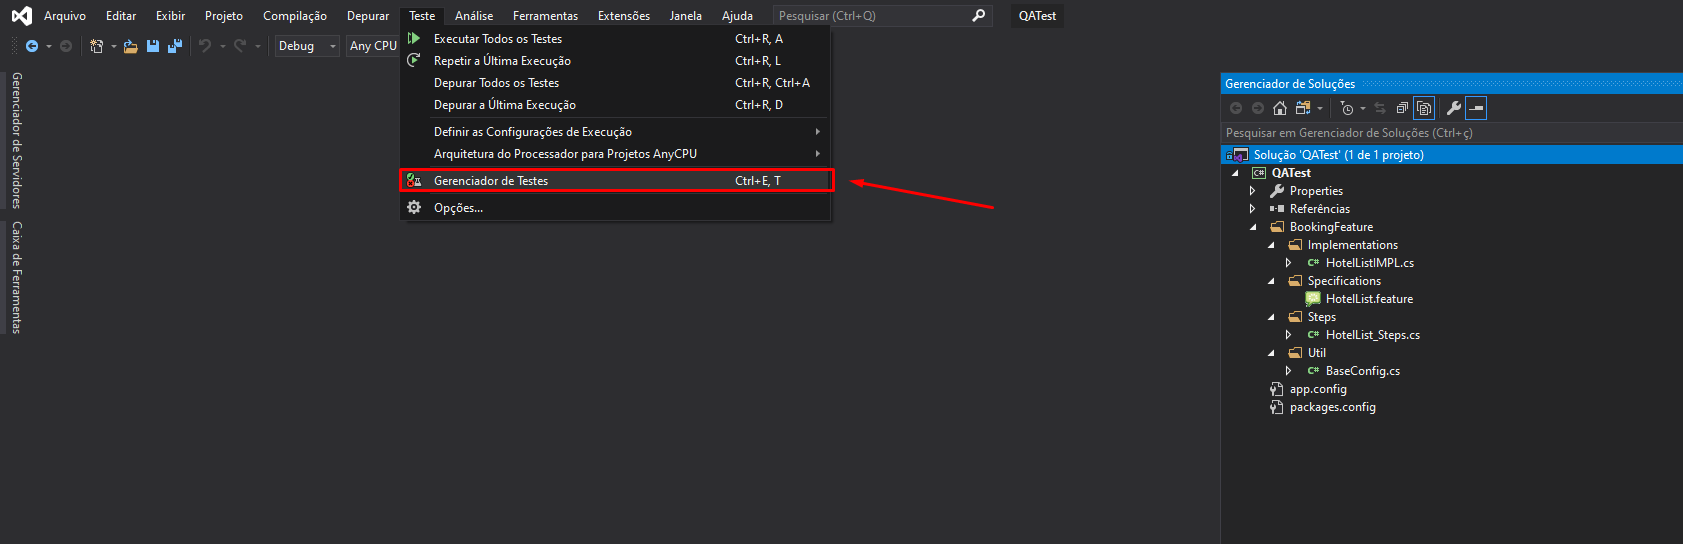 Arquivo Editar Exibir Projeto Compilação Depurar Teste Análise Ferramentas Extensões Janela Ajuda Pesquisar (Ctrl+Q) QATest
Debug Any CPU
Executar Todos os Testes Ctrl+R, A
Repetir a Última Execução Ctrl+R, L
Depurar Todos os Testes Ctrl+R, Ctrl+A
Depurar a Última Execução Ctrl+R, D
Definir as Configurações de Execução
Arquitetura do Processador para Projetos AnyCPU
Gerenciador de Testes Ctrl+E, T
Opções...
Gerenciador de Servidores
Caixa de Ferramentas
Gerenciador de Soluções
Pesquisar em Gerenciador de Soluções (Ctrl+ç)
Solução 'QATest' (1 de 1 projeto)
C# QATest
Properties
Referências
BookingFeature
Implementations
C# HotelListIMPL.cs
Specifications
HotelList.feature
Steps
C# HotelList_Steps.cs
Util
C# BaseConfig.cs
app.config
packages.config